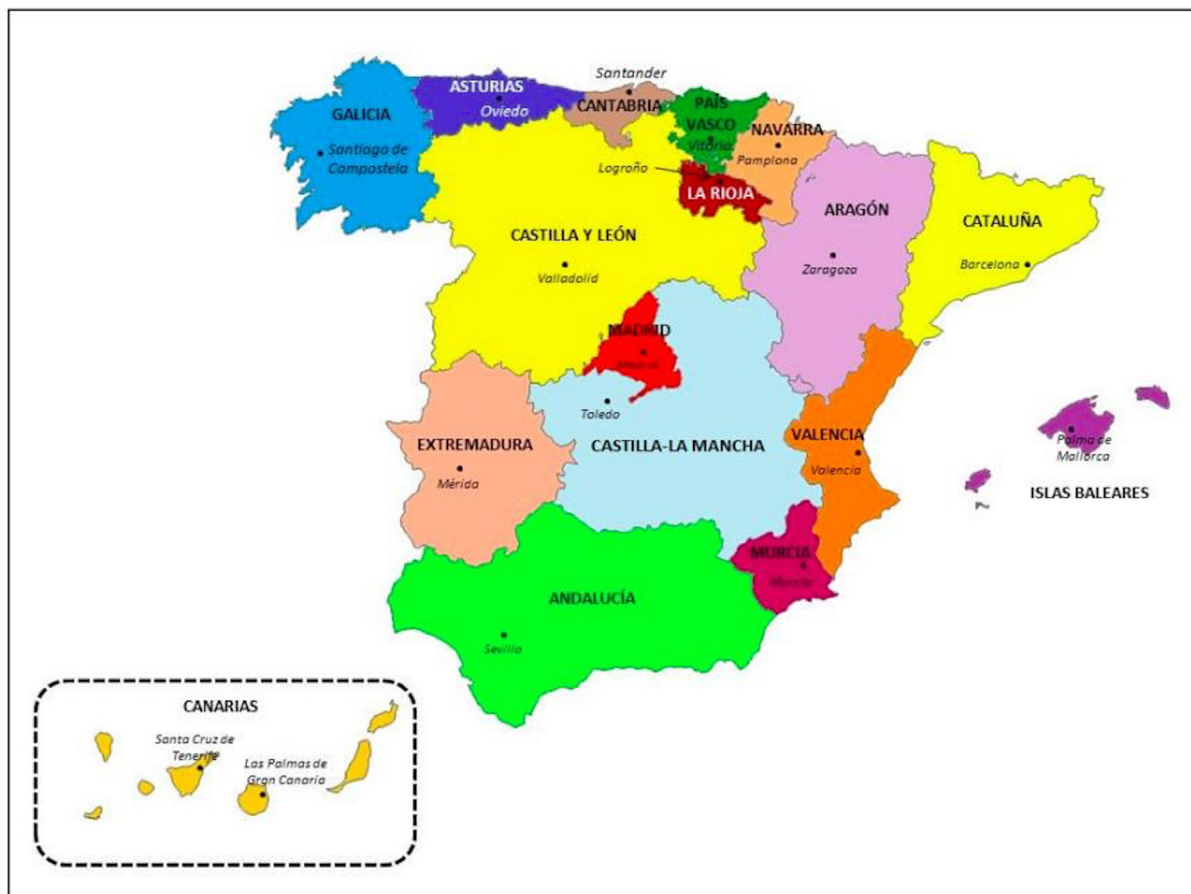 Santander
ASTURIAS
Oviedo
CANTABRIA
PAÍS
VASCO
Vitoria
GALICIA
Santiago de
Compostela
NAVARRA
Pamplona
Logroño
LA RIOJA
ARAGÓN
Zaragoza
CATALUÑA
Barcelona
CASTILLA Y LEÓN
Valladolid
MADRID
Madrid
Toledo
CASTILLA-LA MANCHA
EXTREMADURA
Mérida
VALENCIA
Valencia
Palma de
Mallorca
ISLAS BALEARES
MURCIA
Murcia
ANDALUCÍA
Sevilla
CANARIAS
Santa Cruz de
Tenerife
Las Palmas de
Gran Canaria